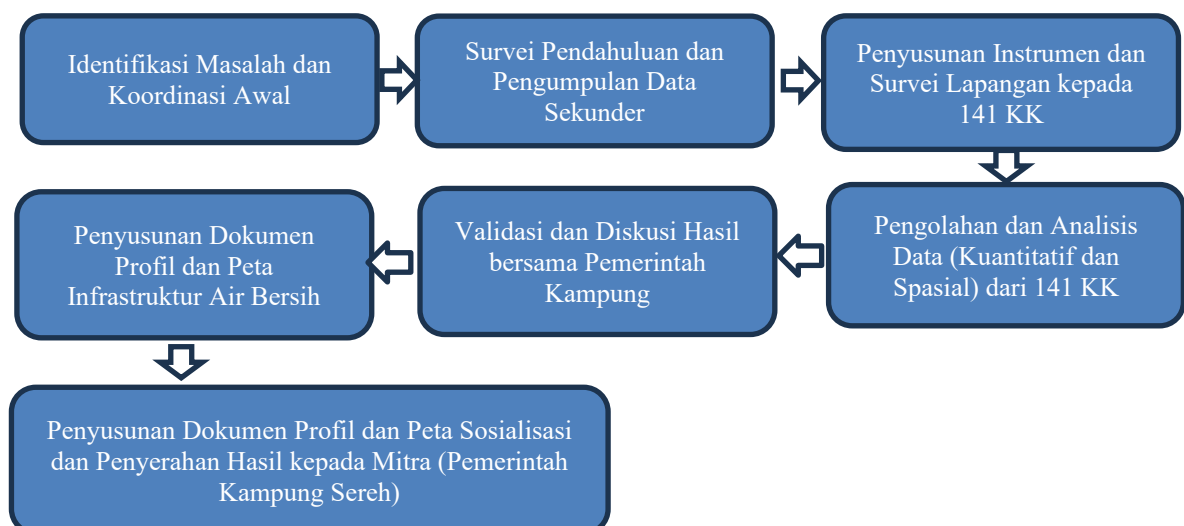 Identifikasi Masalah dan
Koordinasi Awal
Survei Pendahuluan dan
Pengumpulan Data
Sekunder
Penyusunan Instrumen dan
Survei Lapangan kepada
141 KK
Pengolahan dan Analisis
Data (Kuantitatif dan
Spasial) dari 141 KK
Validasi dan Diskusi Hasil
bersama Pemerintah
Kampung
Penyusunan Dokumen
Profil dan Peta
Infrastruktur Air Bersih
Penyusunan Dokumen Profil dan Peta Sosialisasi
dan Penyerahan Hasil kepada Mitra (Pemerintah
Kampung Sereh)